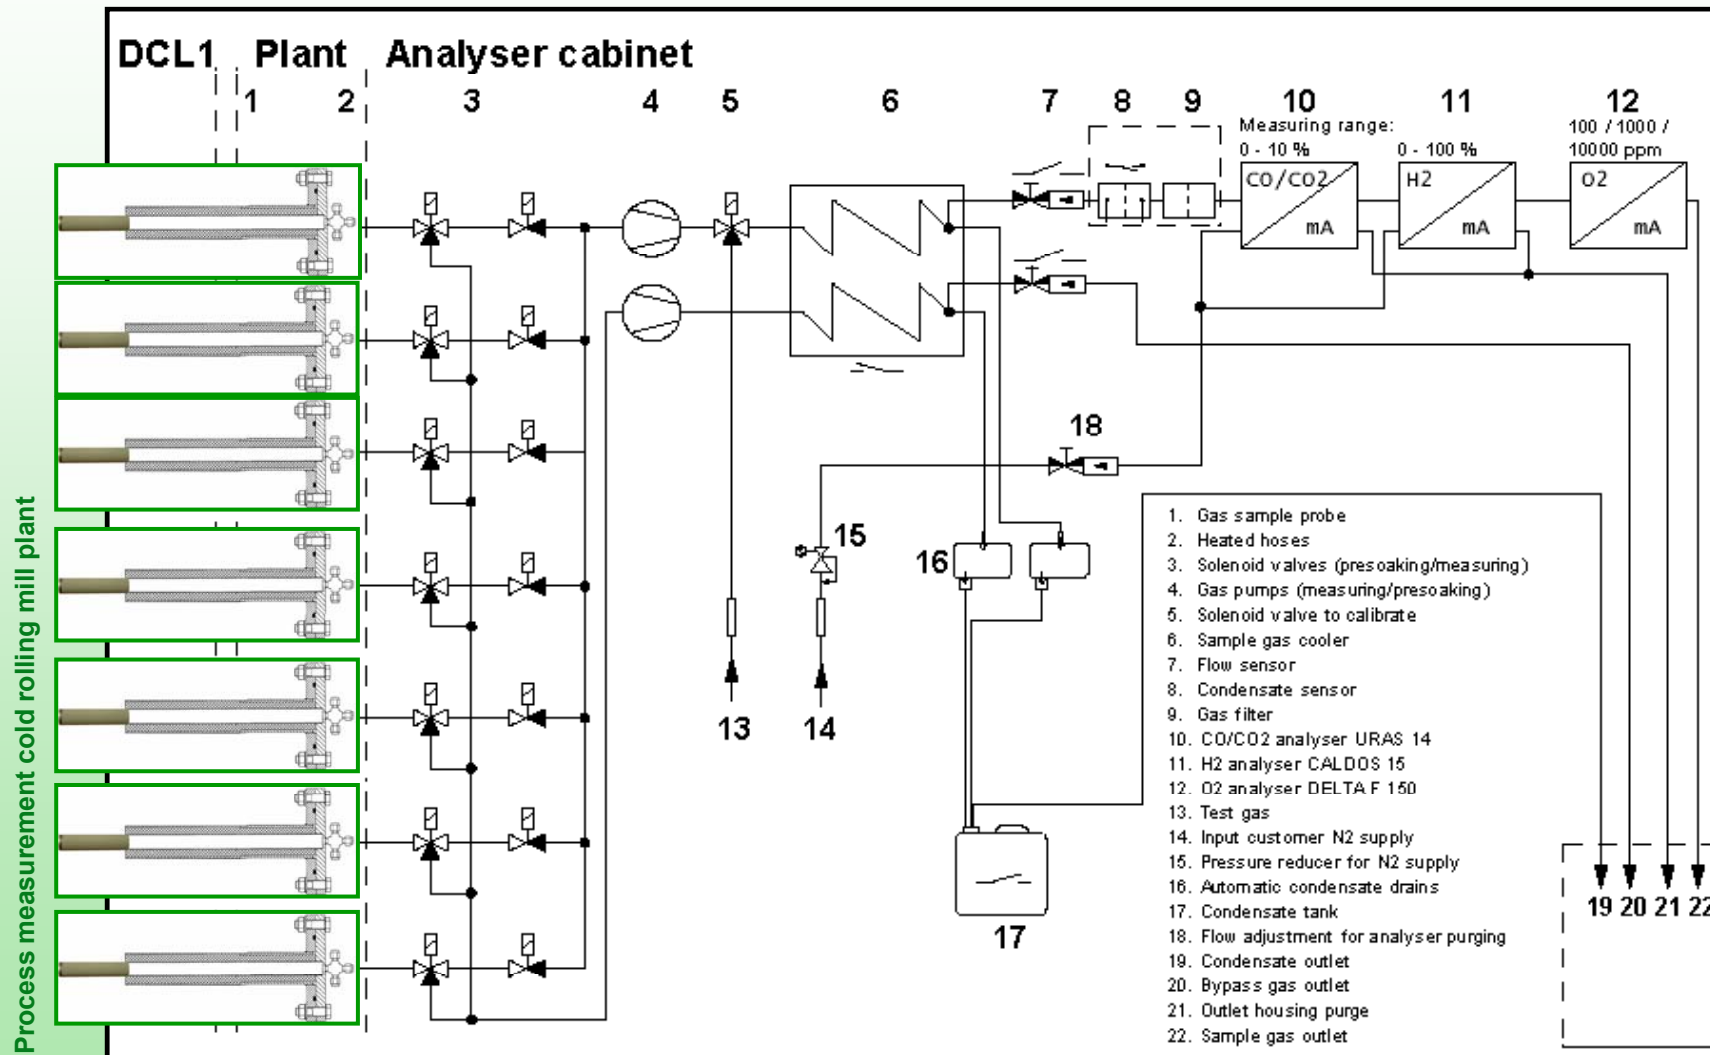 DCL1 Plant Analyser cabinet
1 2 3 4 5 6 7 8 9 10 11 12
Measuring range:
0 - 10 %
0 - 100 %
100 / 1000 /
10000 ppm
CO/CO2
mA
H2
mA
O2
mA
18
15
16
13
14
17
1. Gas sample probe
2. Heated hoses
3. Solenoid valves (presoaking/measuring)
4. Gas pumps (measuring/presoaking)
5. Solenoid valve to calibrate
6. Sample gas cooler
7. Flow sensor
8. Condensate sensor
9. Gas filter
10. CO/CO2 analyser URAS 14
11. H2 analyser CALDOS 15
12. O2 analyser DELTA F 150
13. Test gas
14. Input customer N2 supply
15. Pressure reducer for N2 supply
16. Automatic condensate drains
17. Condensate tank
18. Flow adjustment for analyser purging
19. Condensate outlet
20. Bypass gas outlet
21. Outlet housing purge
22. Sample gas outlet
19 20 21 22
Process measurement cold rolling mill plant